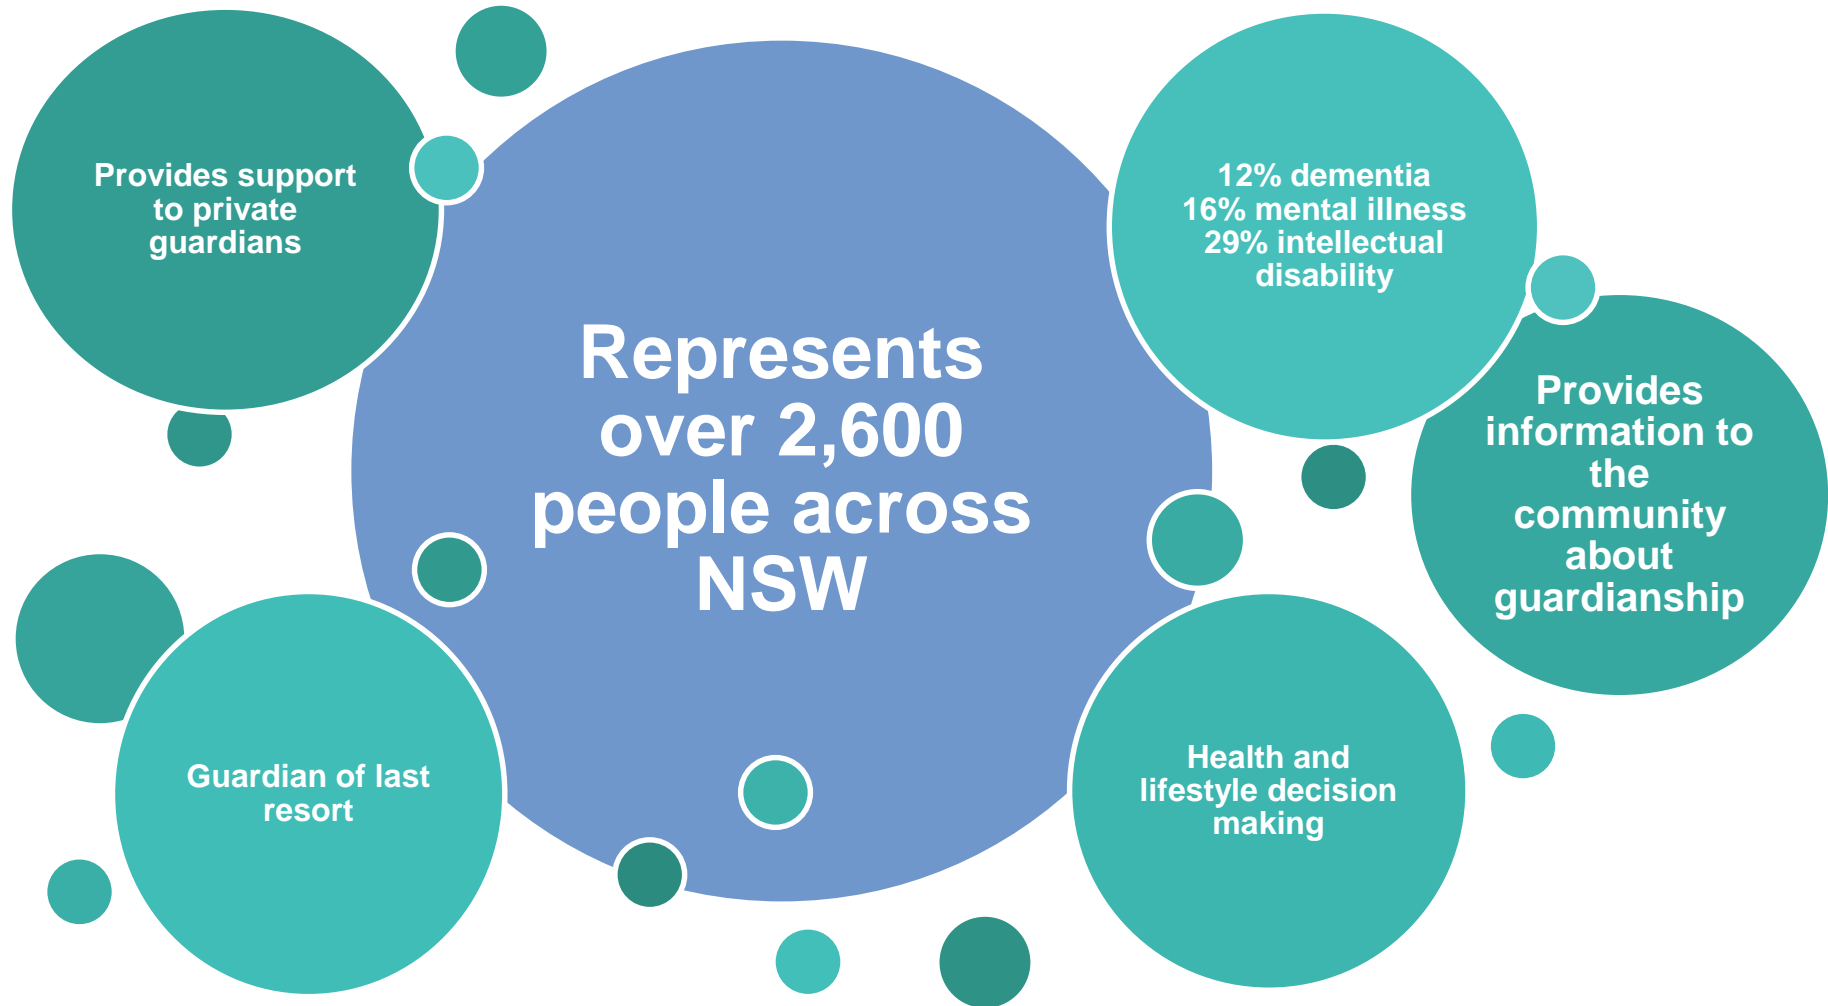 Provides support
to private
guardians
Represents
over 2,600
people across
NSW
12% dementia
16% mental illness
29% intellectual
disability
Provides
information to
the
community
about
guardianship
Guardian of last
resort
Health and
lifestyle decision
making